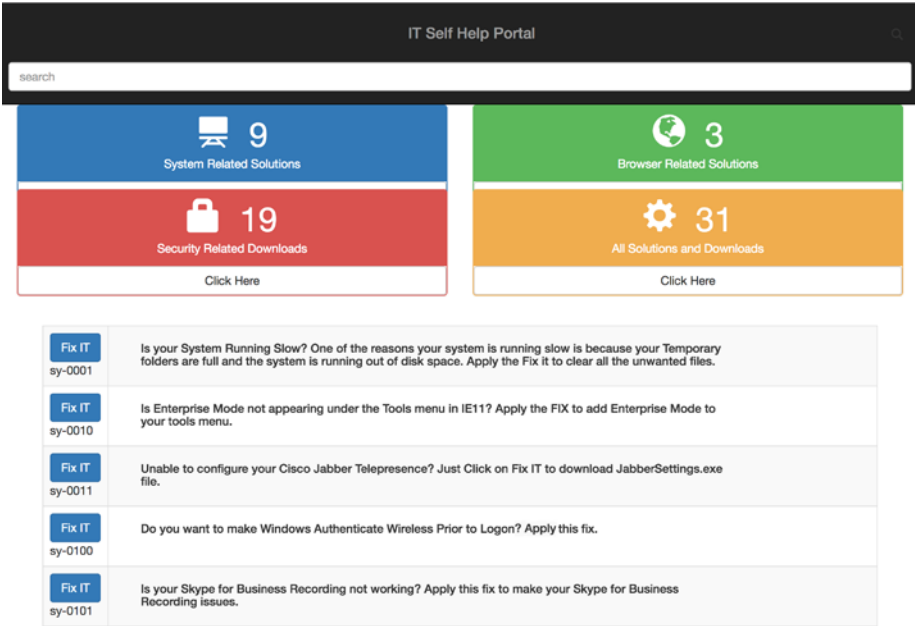 IT Self Help Portal
search
9
System Related Solutions
3
Browser Related Solutions
19
Security Related Downloads
Click Here
31
All Solutions and Downloads
Click Here
Fix IT
sy-0001
Is your System Running Slow? One of the reasons your system is running slow is because your Temporary
folders are full and the system is running out of disk space. Apply the Fix it to clear all the unwanted files.
Fix IT
sy-0010
Is Enterprise Mode not appearing under the Tools menu in IE11? Apply the FIX to add Enterprise Mode to
your tools menu.
Fix IT
sy-0011
Unable to configure your Cisco Jabber Telepresence? Just Click on Fix IT to download JabberSettings.exe
file.
Fix IT
sy-0100
Do you want to make Windows Authenticate Wireless Prior to Logon? Apply this fix.
Fix IT
sy-0101
Is your Skype for Business Recording not working? Apply this fix to make your Skype for Business
Recording issues.